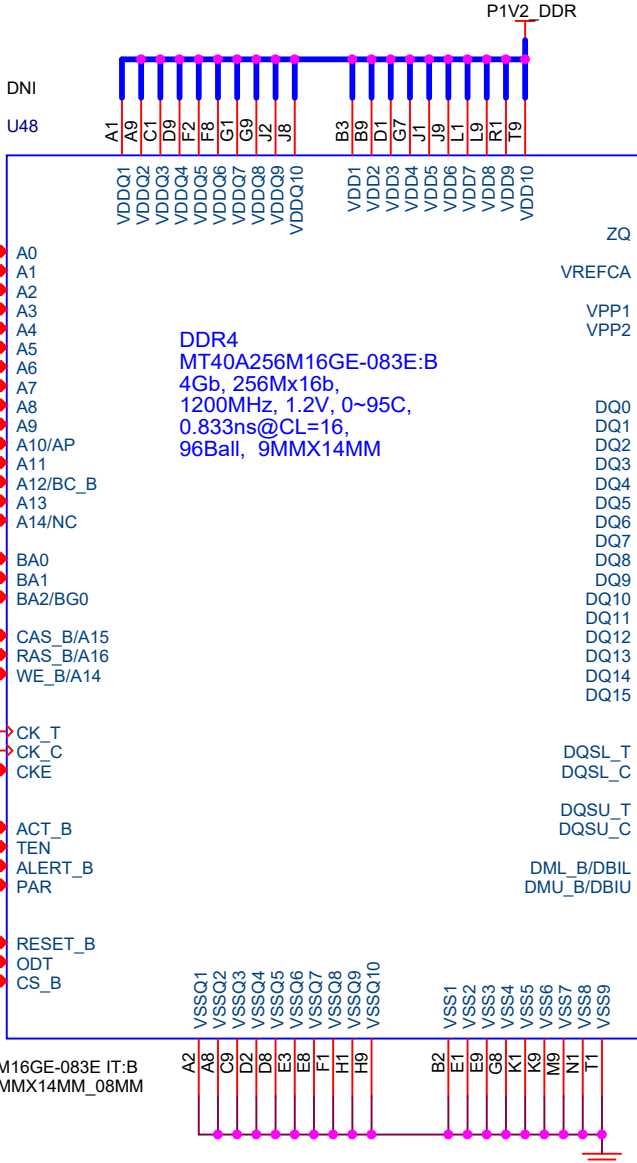 P1V2_DDR
DNI
U48
A1 A9 C1 D9 F2 F8 G1 G9 J2 J8 B3 B9 D1 G7 J1 J9 L1 L9 R1 T9
VDDQ1 VDDQ2 VDDQ3 VDDQ4 VDDQ5 VDDQ6 VDDQ7 VDDQ8 VDDQ9 VDDQ10 VDD1 VDD2 VDD3 VDD4 VDD5 VDD6 VDD7 VDD8 VDD9 VDD10
ZQ
A0
A1 VREFCA
A2
A3 VPP1
A4 VPP2
A5
A6
A7
A8 DQ0
A9 DQ1
A10/AP DQ2
A11 DQ3
A12/BC_B DQ4
A13 DQ5
A14/NC DQ6
DQ7
BA0 DQ8
BA1 DQ9
BA2/BG0 DQ10
DQ11
CAS_B/A15 DQ12
RAS_B/A16 DQ13
WE_B/A14 DQ14
DQ15
DDR4
MT40A256M16GE-083E:B
4Gb, 256Mx16b,
1200MHz, 1.2V, 0~95C,
0.833ns@CL=16,
96Ball, 9MMX14MM
CK_T
CK_C DQSL_T
CKE DQSL_C
DQSU_T
ACT_B DQSU_C
TEN
ALERT_B DML_B/DBIL
PAR DMU_B/DBIU
RESET_B
ODT
CS_B
VSSQ1 VSSQ2 VSSQ3 VSSQ4 VSSQ5 VSSQ6 VSSQ7 VSSQ8 VSSQ9 VSSQ10 VSS1 VSS2 VSS3 VSS4 VSS5 VSS6 VSS7 VSS8 VSS9
A2 A8 C9 D2 D8 E3 E8 F1 H1 H9 B2 E1 E9 G8 K1 K9 M9 N1 T1
M16GE-083E IT:B
MMX14MM_08MM